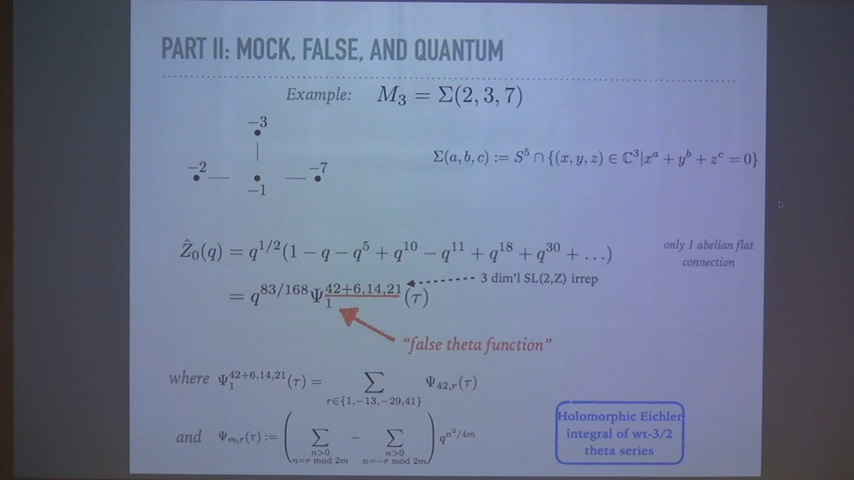 PART II: MOCK, FALSE, AND QUANTUM
Example: M₃ = Σ(2,3,7)
−3
−2
−7
−1
Σ(a,b,c) := S⁵ ∩ {(x,y,z) ∈ ℂ³|xᵃ + yᵇ + zᶜ = 0}
Ẑ₀(q) = q^{1/2}(1 − q − q⁵ + q¹⁰ − q¹¹ + q¹⁸ + q³⁰ + ...)
only 1 abelian flat
connection
= q^{83/168} Ψ₁^{42+6,14,21}(τ)
3 dim'l SL(2,Z) irrep
"false theta function"
where Ψ₁^{42+6,14,21}(τ) = ∑_{r∈{1,−13,−29,41}} Ψ_{42,r}(τ)
and Ψ_{m,r}(τ) := (∑_{n>0, n=r mod 2m} − ∑_{n>0, n=−r mod 2m}) q^{n²/4m}
Holomorphic Eichler
integral of wt-3/2
theta series